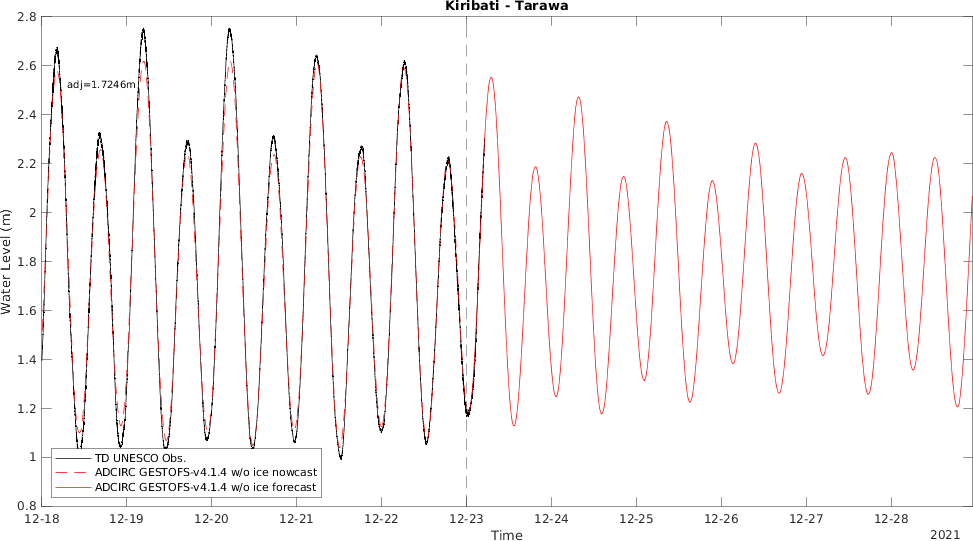 Kiribati - Tarawa
2.8
2.6
2.4
2.2
2
1.8
1.6
1.4
1.2
1
0.8
Water Level (m)
adj=1.7246m
TD UNESCO Obs.
ADCIRC GESTOFS-v4.1.4 w/o ice nowcast
ADCIRC GESTOFS-v4.1.4 w/o ice forecast
12-18 12-19 12-20 12-21 12-22 12-23 12-24 12-25 12-26 12-27 12-28
Time
2021